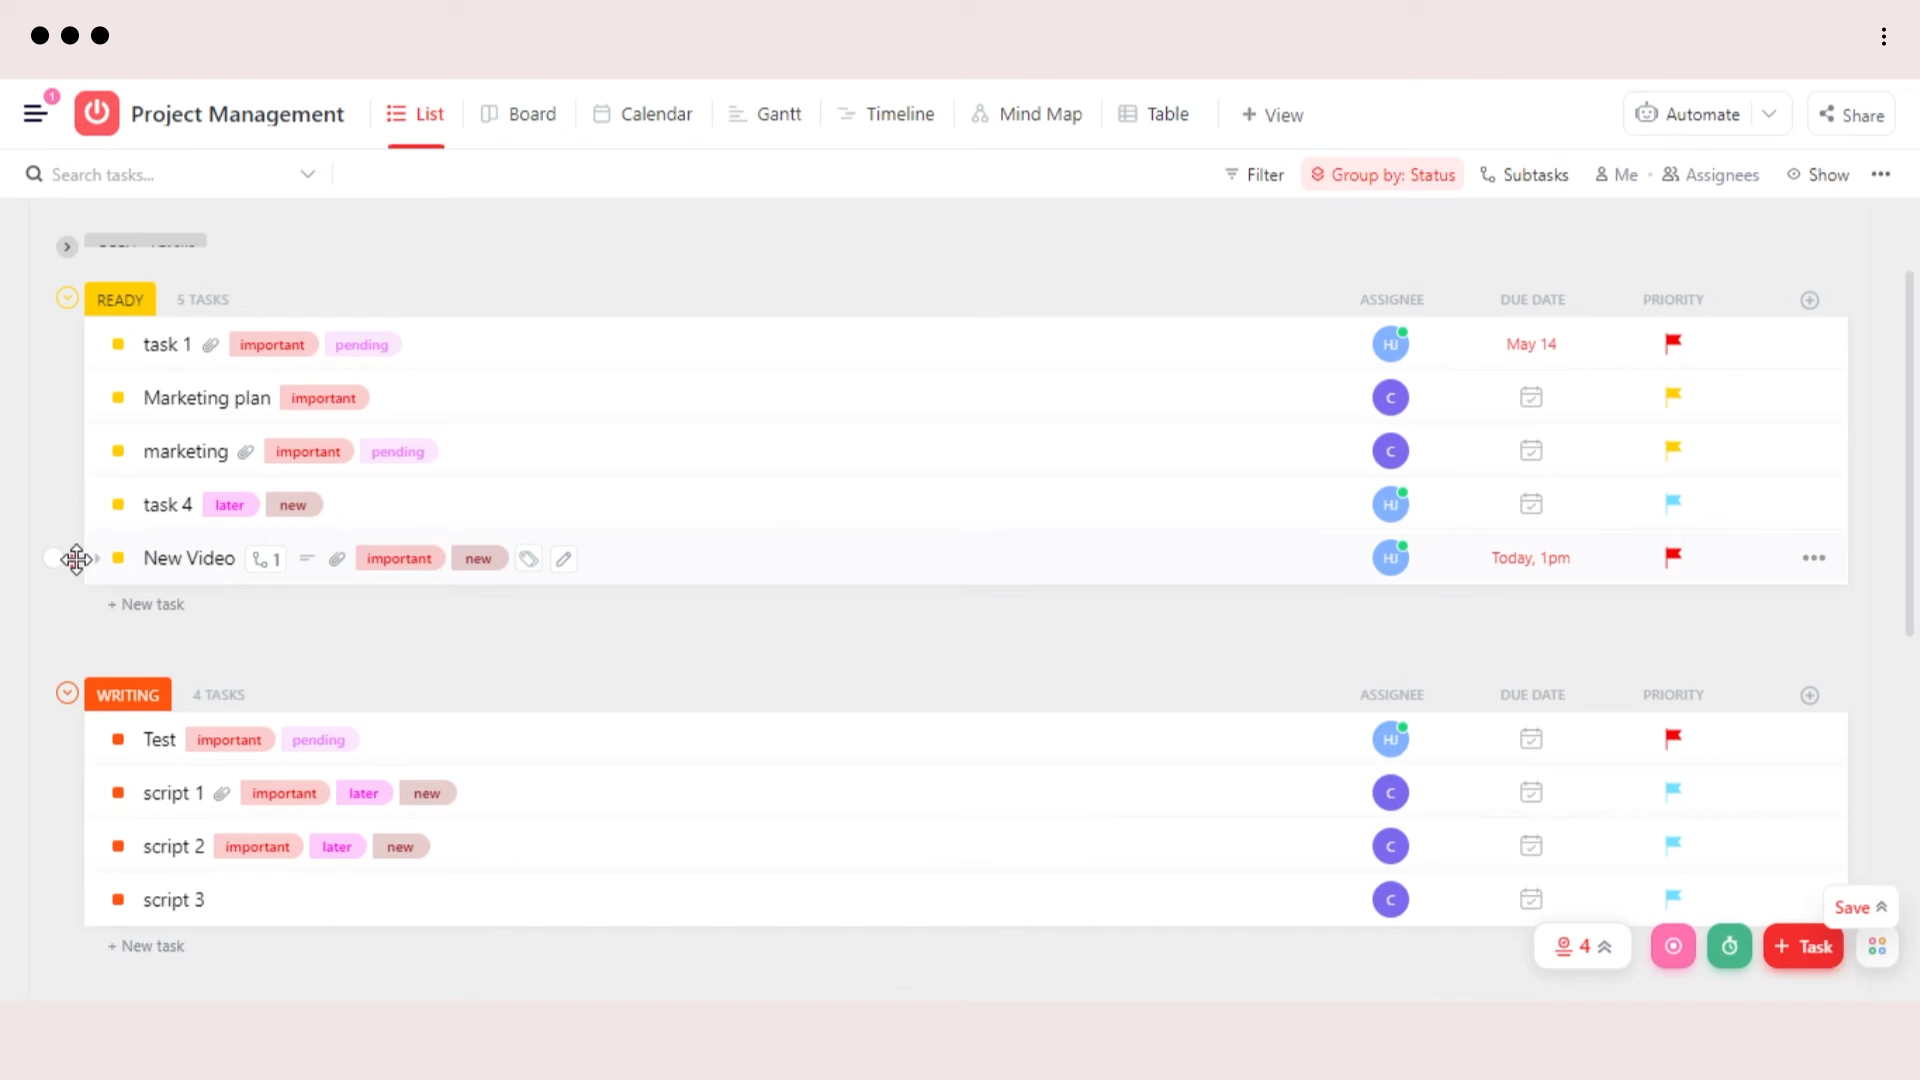 1
Project Management List Board Calendar Gantt Timeline Mind Map Table + View Automate Share
Search tasks... Filter Group by: Status Subtasks Me • Assignees Show
READY 5 TASKS ASSIGNEE DUE DATE PRIORITY
task 1 important pending HJ May 14
Marketing plan important C
marketing important pending C
task 4 later new HJ
New Video 1 important new HJ Today, 1pm
+ New task
WRITING 4 TASKS ASSIGNEE DUE DATE PRIORITY
Test important pending HJ
script 1 important later new C
script 2 important later new C
script 3 C
Save
+ New task 4 + Task